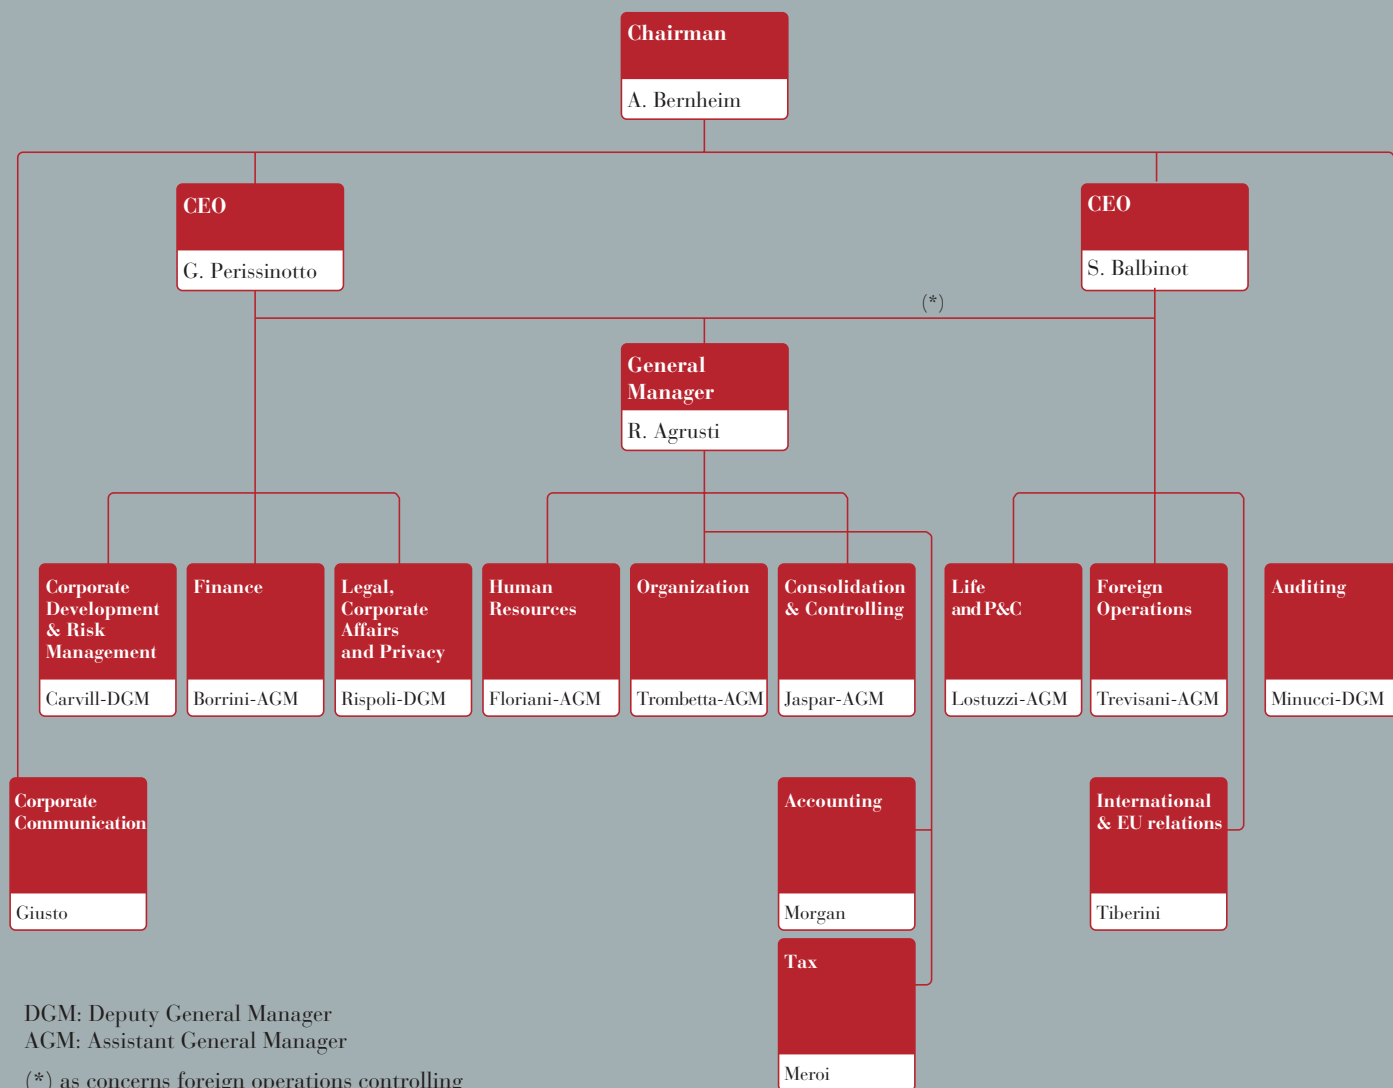 Chairman
A. Bernheim
CEO
G. Perissinotto
CEO
S. Balbinot
(*)
General
Manager
R. Agrusti
Corporate
Development
& Risk
Management
Carvill-DGM
Finance
Borrini-AGM
Legal,
Corporate
Affairs
and Privacy
Rispoli-DGM
Human
Resources
Floriani-AGM
Organization
Trombetta-AGM
Consolidation
& Controlling
Jaspar-AGM
Life
and P&C
Lostuzzi-AGM
Foreign
Operations
Trevisani-AGM
Auditing
Minucci-DGM
Corporate
Communication
Giusto
Accounting
Morgan
International
& EU relations
Tiberini
Tax
Meroi
DGM: Deputy General Manager
AGM: Assistant General Manager
(*) as concerns foreign operations controlling